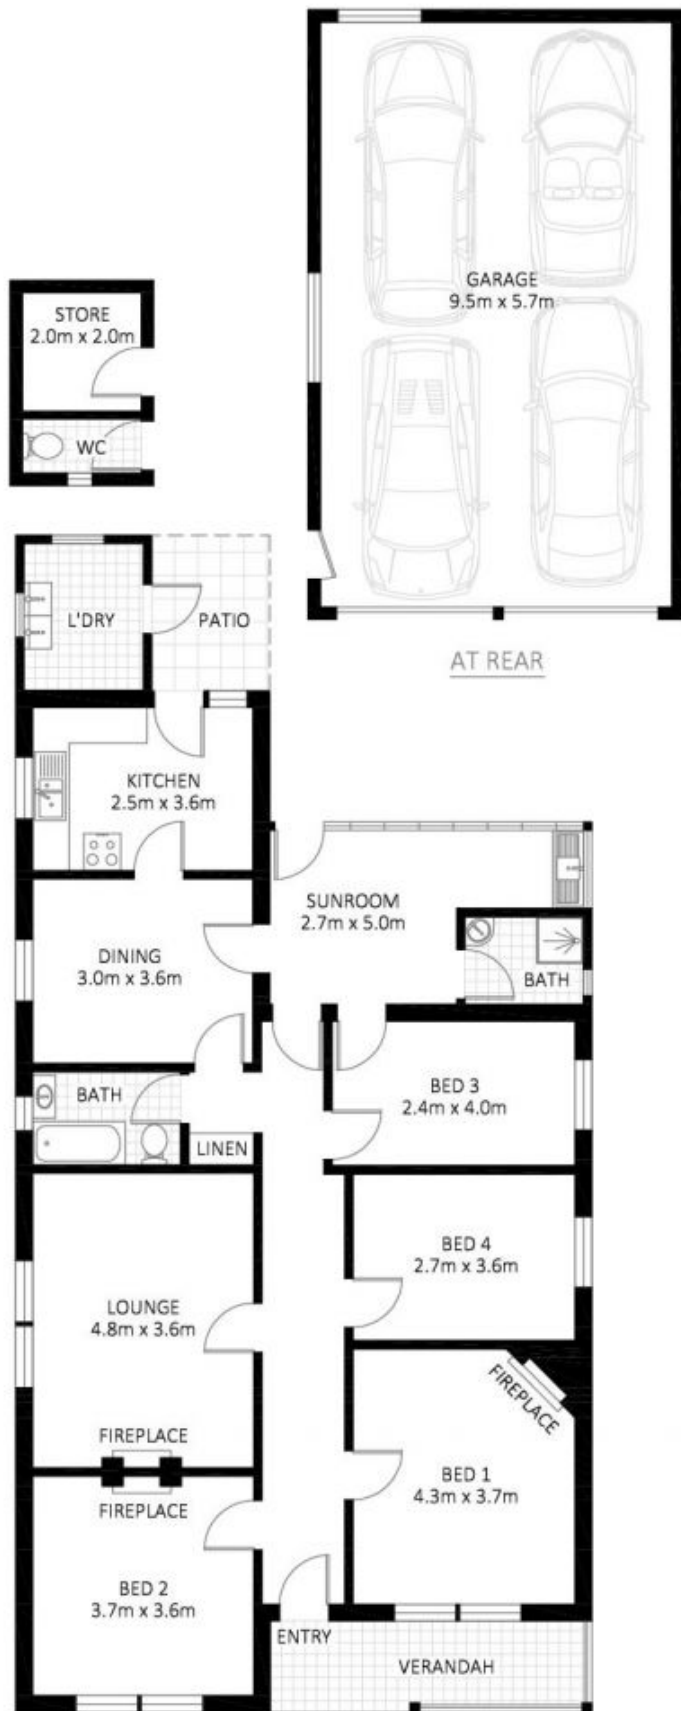 GARAGE
9.5m x 5.7m
STORE
2.0m x 2.0m
WC
AT REAR
L'DRY
PATIO
KITCHEN
2.5m x 3.6m
SUNROOM
2.7m x 5.0m
DINING
3.0m x 3.6m
BATH
BATH
BED 3
2.4m x 4.0m
LINEN
BED 4
2.7m x 3.6m
LOUNGE
4.8m x 3.6m
FIREPLACE
FIREPLACE
BED 1
4.3m x 3.7m
FIREPLACE
BED 2
3.7m x 3.6m
ENTRY
VERANDAH